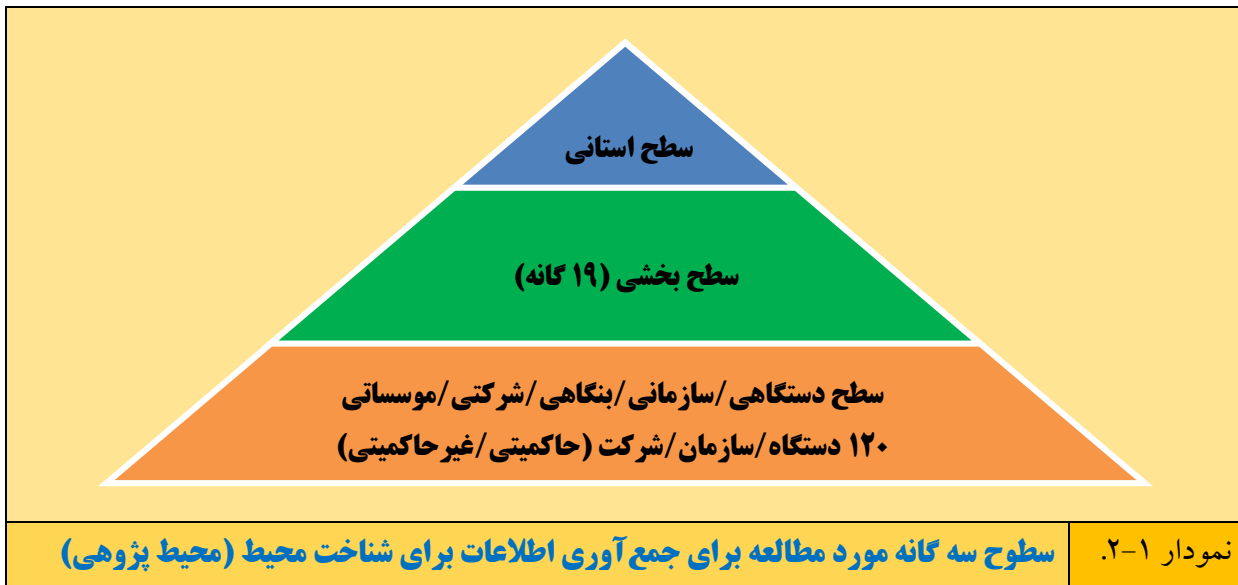 سطح استانی
سطح بخشی (۱۹ گانه)
سطح دستگاهی/سازمانی/بنگاهی/شرکتی/موسساتی
۱۲۰ دستگاه/سازمان/شرکت (حاکمیتی/غیرحاکمیتی)
نمودار ۱-۲. سطوح سه گانه مورد مطالعه برای جمع‌آوری اطلاعات برای شناخت محیط (محیط پژوهی)